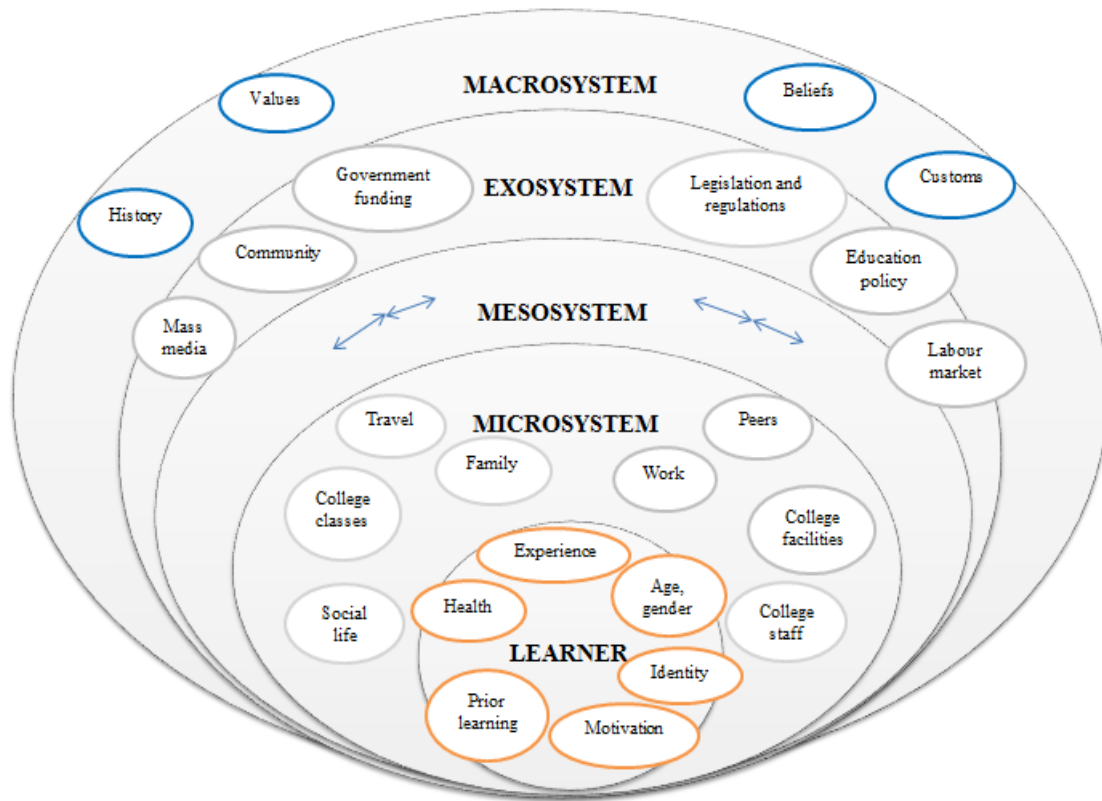 MACROSYSTEM
Values
Beliefs
History
Customs
EXOSYSTEM
Government
funding
Legislation and
regulations
Community
Education
policy
Mass
media
Labour
market
MESOSYSTEM
MICROSYSTEM
Travel
Peers
Family
Work
College
classes
College
facilities
Social
life
College
staff
Experience
Health
Age,
gender
LEARNER
Identity
Prior
learning
Motivation